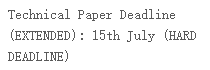 Technical Paper Deadline
(EXTENDED): 15th July (HARD
DEADLINE)